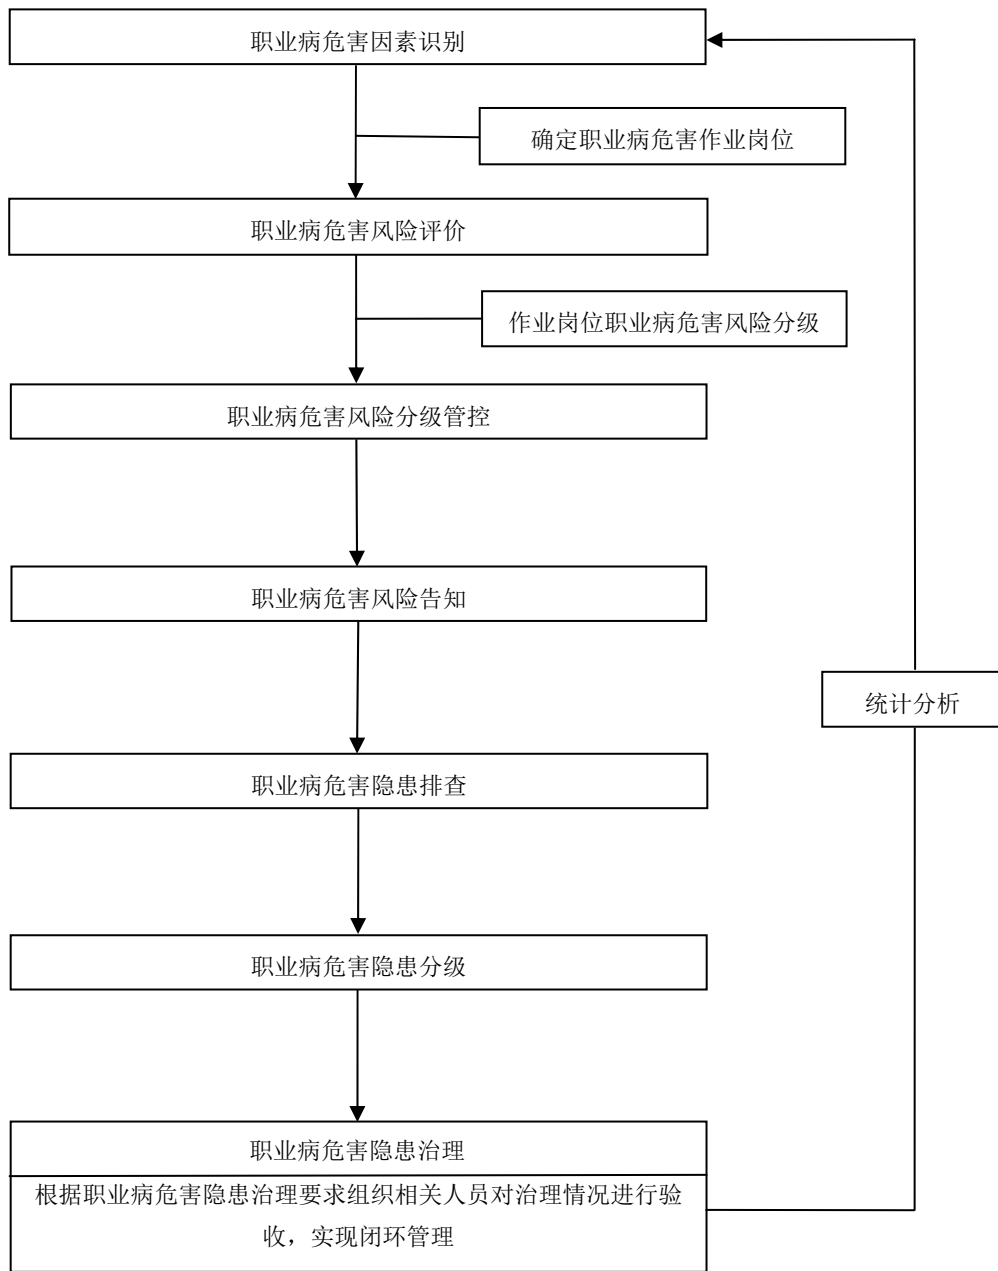 职业病危害因素识别
确定职业病危害作业岗位
职业病危害风险评价
作业岗位职业病危害风险分级
职业病危害风险分级管控
职业病危害风险告知
统计分析
职业病危害隐患排查
职业病危害隐患分级
职业病危害隐患治理
根据职业病危害隐患治理要求组织相关人员对治理情况进行验
收，实现闭环管理